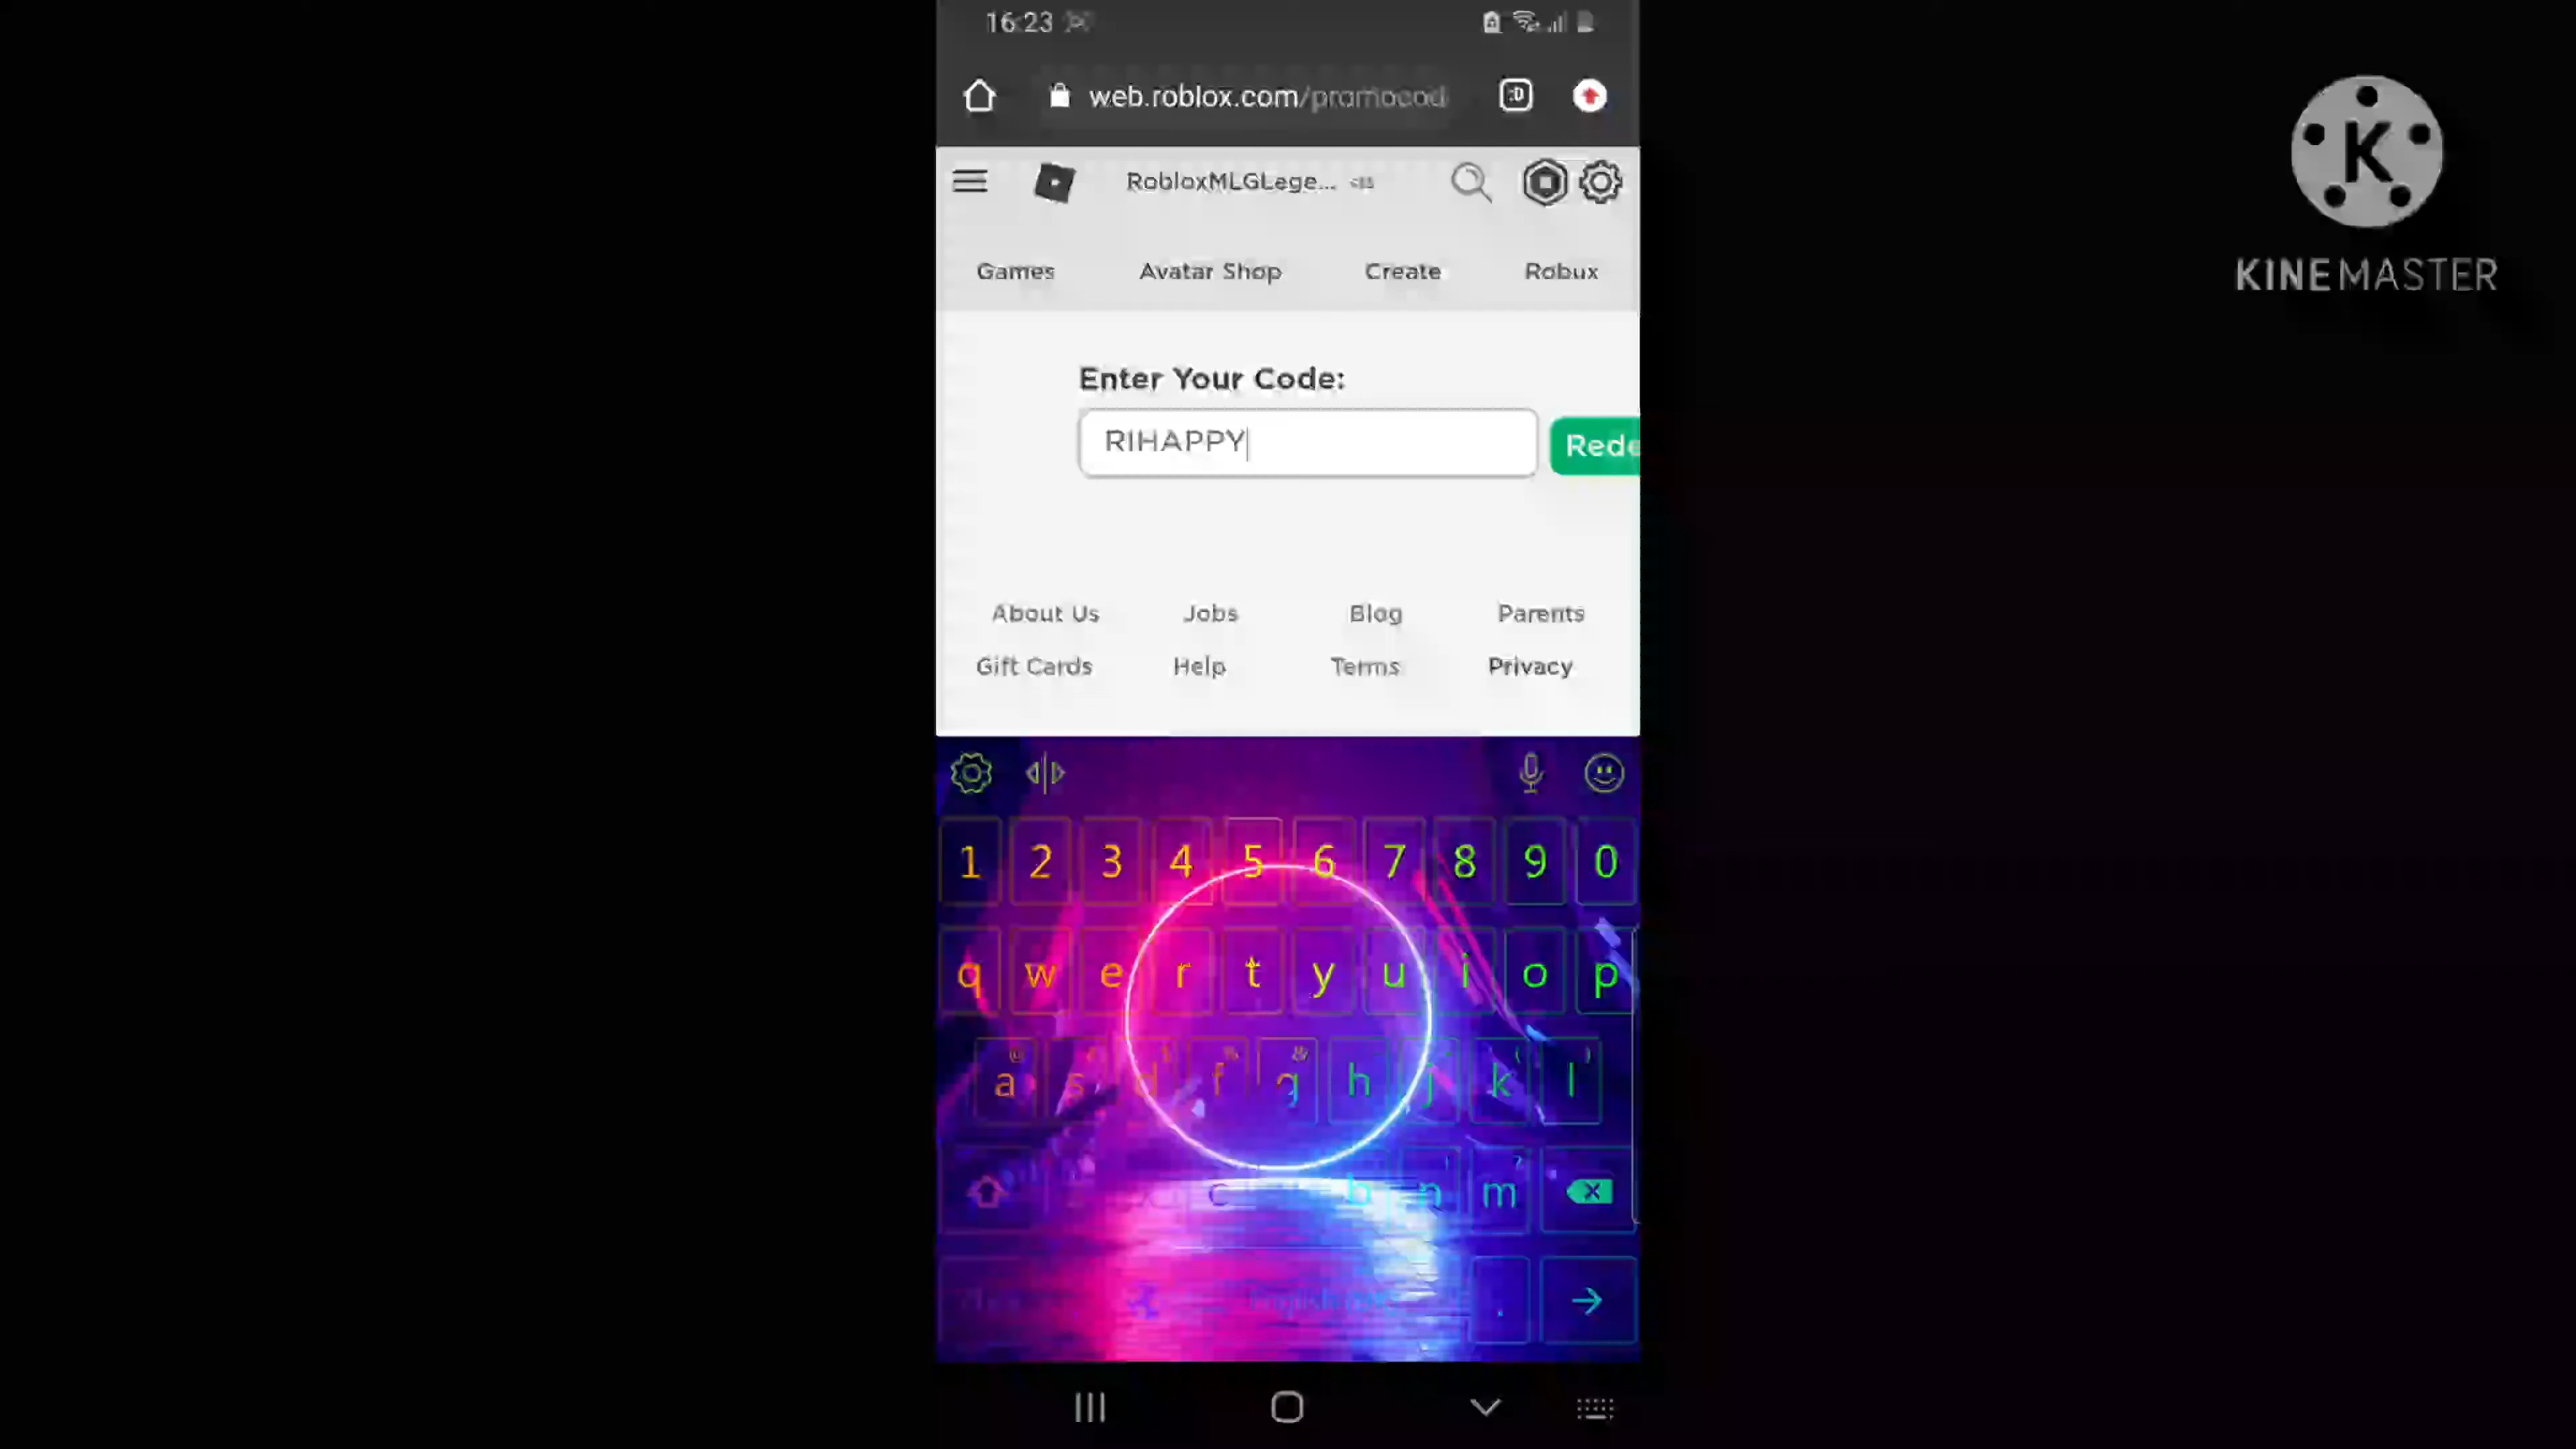 16:23
web.roblox.com/promocod
:D
RobloxMLGLege...
K
KINEMASTER
Games Avatar Shop Create Robux
Enter Your Code:
RIHAPPY
Rede
About Us Jobs Blog Parents
Gift Cards Help Terms Privacy
1 2 3 4 5 6 7 8 9 0
q w e r t y u i o p
a s d f g h j k l
c b n m